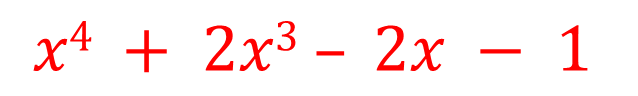 x⁴ + 2x³ – 2x − 1